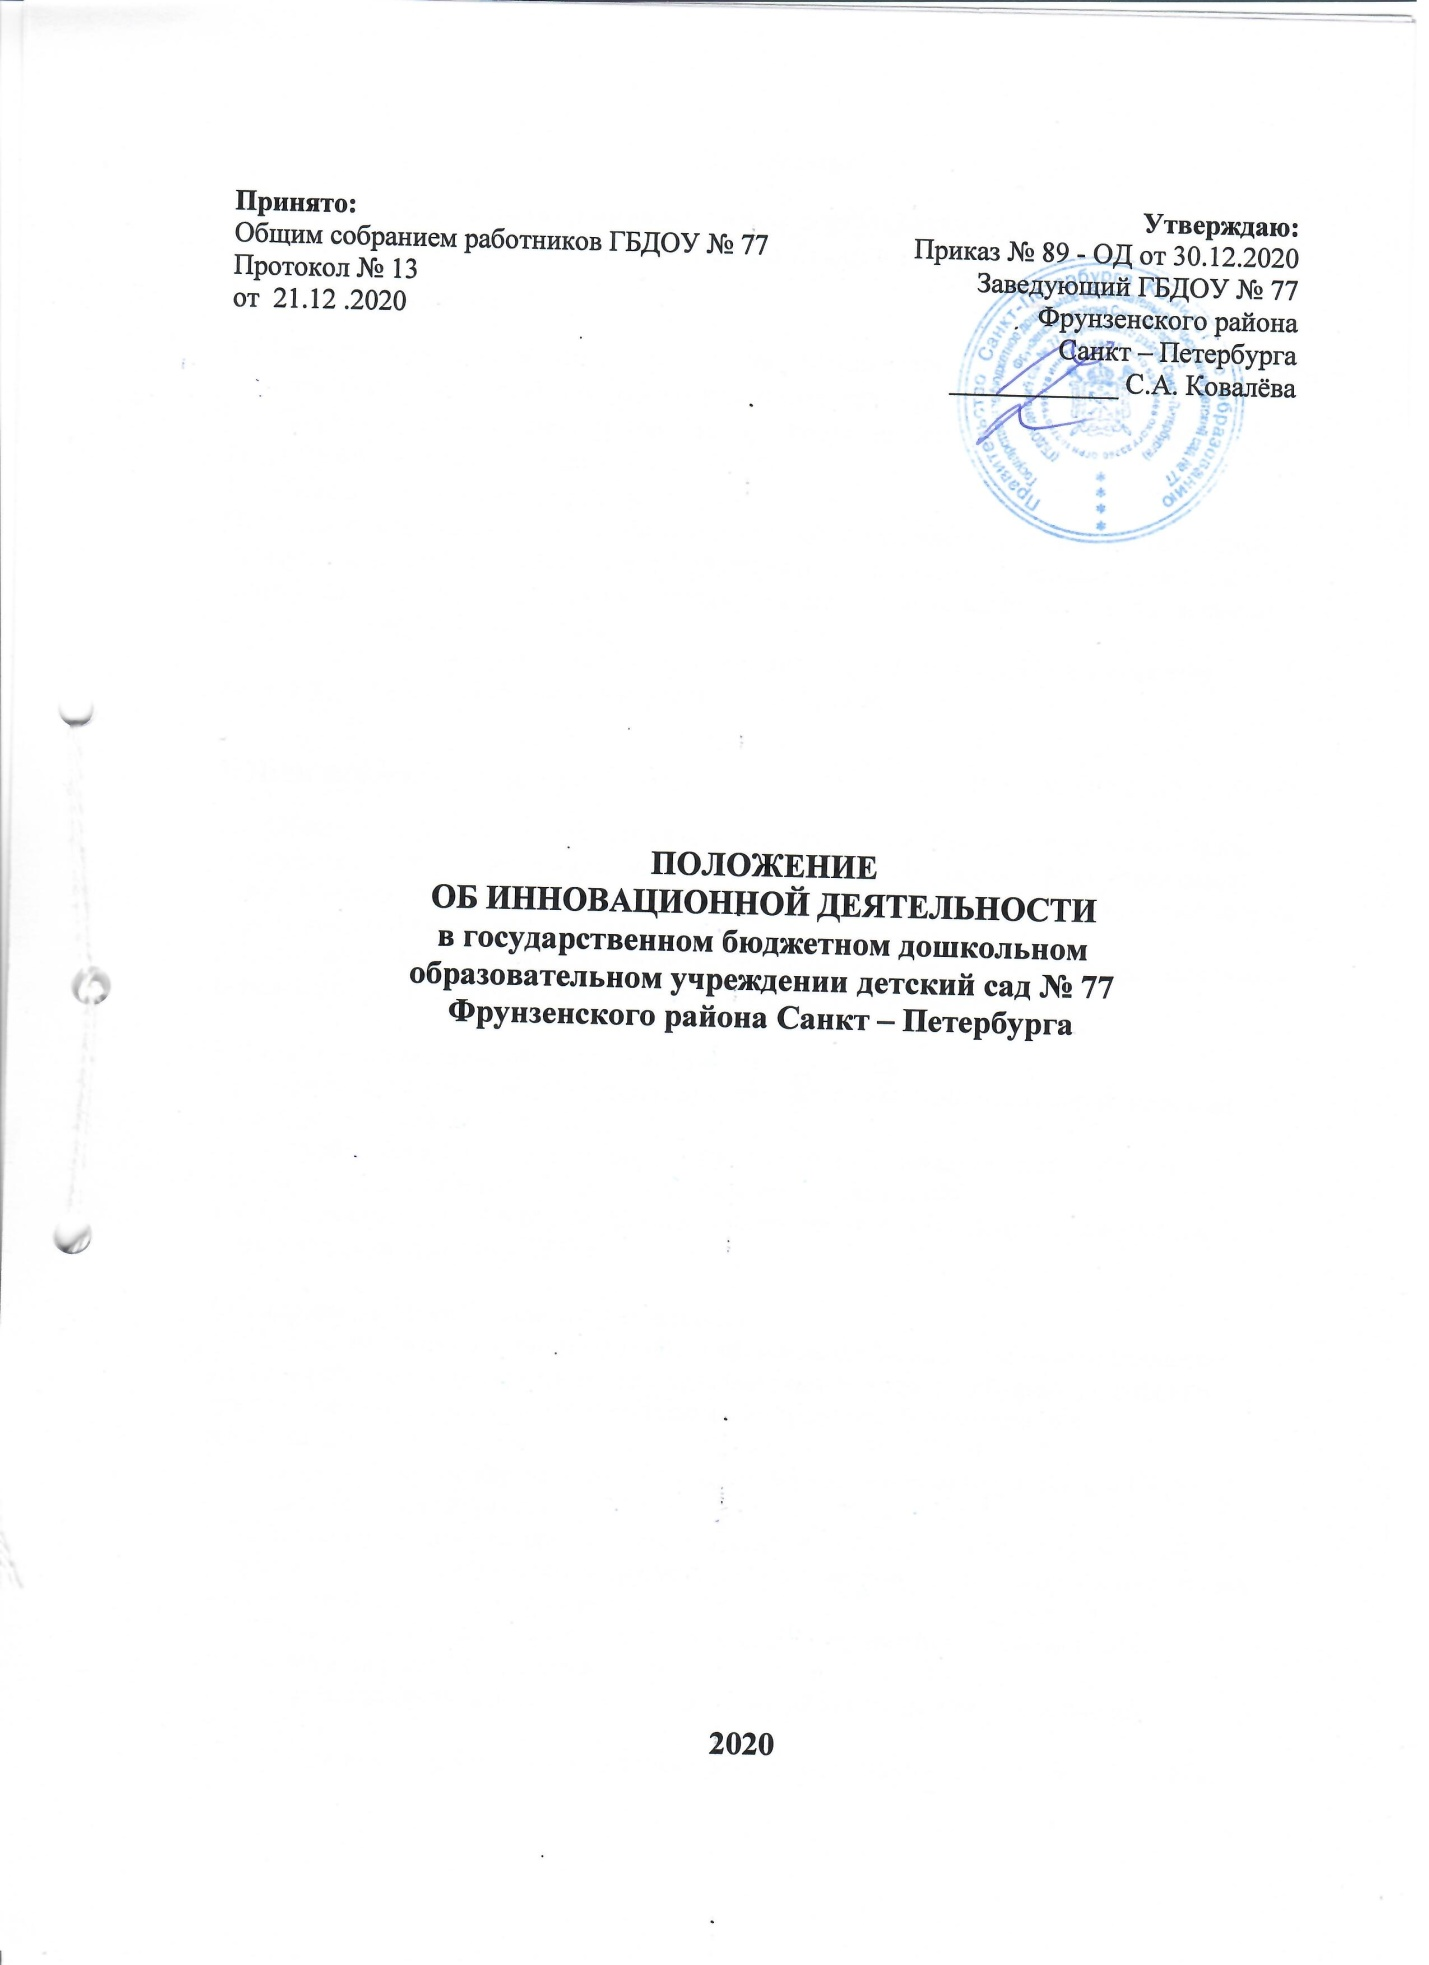 Принято:
Общим собранием работников ГБДОУ № 77
Протокол № 13
от 21.12 .2020
Утверждаю:
Приказ № 89 - ОД от 30.12.2020
Заведующий ГБДОУ № 77
Фрунзенского района
Санкт – Петербурга
____________ С.А. Ковалёва
ПОЛОЖЕНИЕ
ОБ ИННОВАЦИОННОЙ ДЕЯТЕЛЬНОСТИ
в государственном бюджетном дошкольном
образовательном учреждении детский сад № 77
Фрунзенского района Санкт – Петербурга
2020